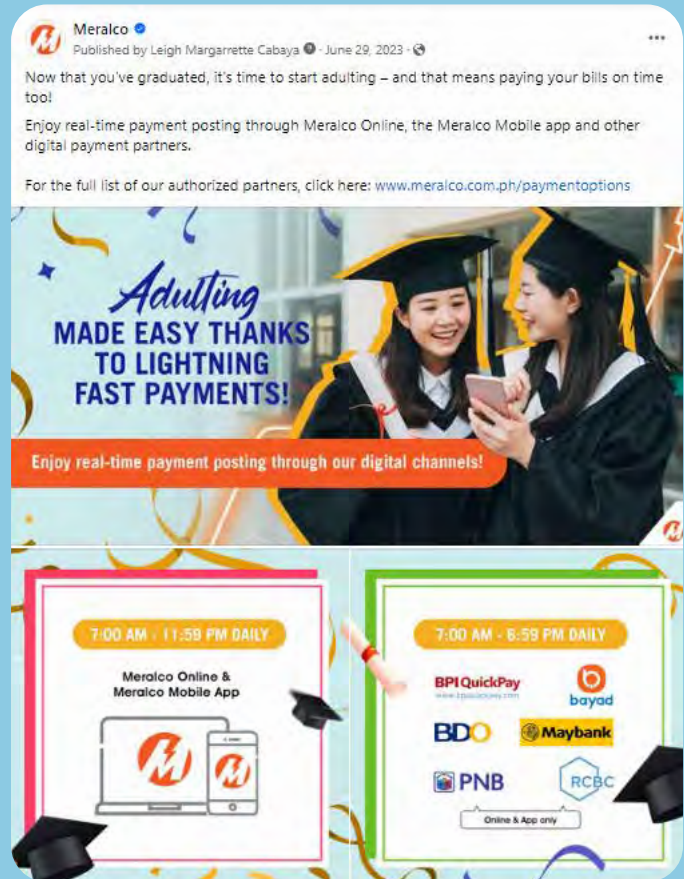 Meralco
Published by Leigh Margarrette Cabaya · June 29, 2023 ·
Now that you've graduated, it's time to start adulting – and that means paying your bills on time
too!
Enjoy real-time payment posting through Meralco Online, the Meralco Mobile app and other
digital payment partners.
For the full list of our authorized partners, click here: www.meralco.com.ph/paymentoptions
Adulting
MADE EASY THANKS
TO LIGHTNING
FAST PAYMENTS!
Enjoy real-time payment posting through our digital channels!
7:00 AM - 11:59 PM DAILY
Meralco Online &
Meralco Mobile App
7:00 AM - 6:59 PM DAILY
BPI QuickPay
bayad
BDO
Maybank
PNB
RCBC
Online & App only